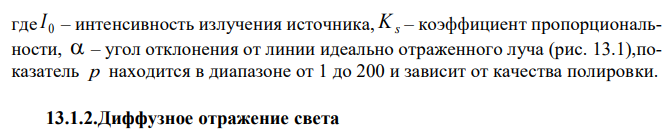 где I₀ – интенсивность излучения источника, Kₛ – коэффициент пропорциональ-
ности, α – угол отклонения от линии идеально отраженного луча (рис. 13.1),по-
казатель p находится в диапазоне от 1 до 200 и зависит от качества полировки.
13.1.2.Диффузное отражение света